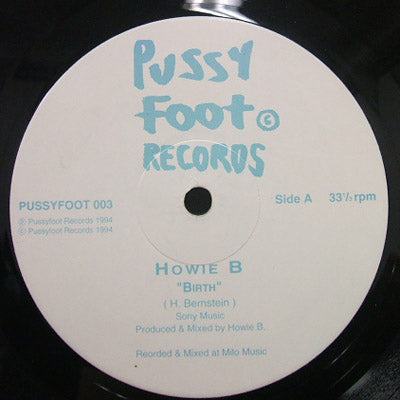 PUSSY
FOOT
RECORDS
PUSSYFOOT 003
Side A 33⅓ rpm
Ⓟ Pussyfoot Records 1994
© Pussyfoot Records 1994
HOWIE B
"BIRTH"
( H. Bernstein )
Sony Music
Produced & Mixed by Howie B.
Reorded & Mixed at Milo Music